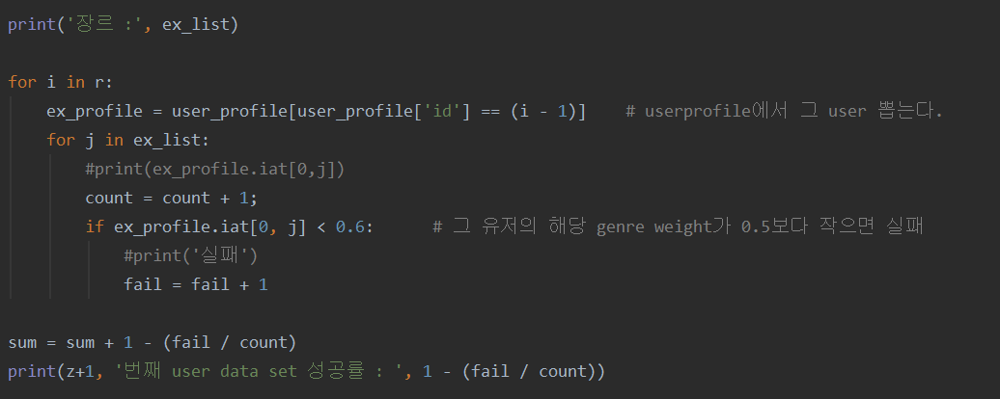 print('장르 :', ex_list)
for i in r:
ex_profile = user_profile[user_profile['id'] == (i - 1)]    # userprofile에서 그 user 뽑는다.
for j in ex_list:
#print(ex_profile.iat[0,j])
count = count + 1;
if ex_profile.iat[0, j] < 0.6:      # 그 유저의 해당 genre weight가 0.5보다 작으면 실패
#print('실패')
fail = fail + 1
sum = sum + 1 - (fail / count)
print(z+1, '번째 user data set 성공률 : ', 1 - (fail / count))